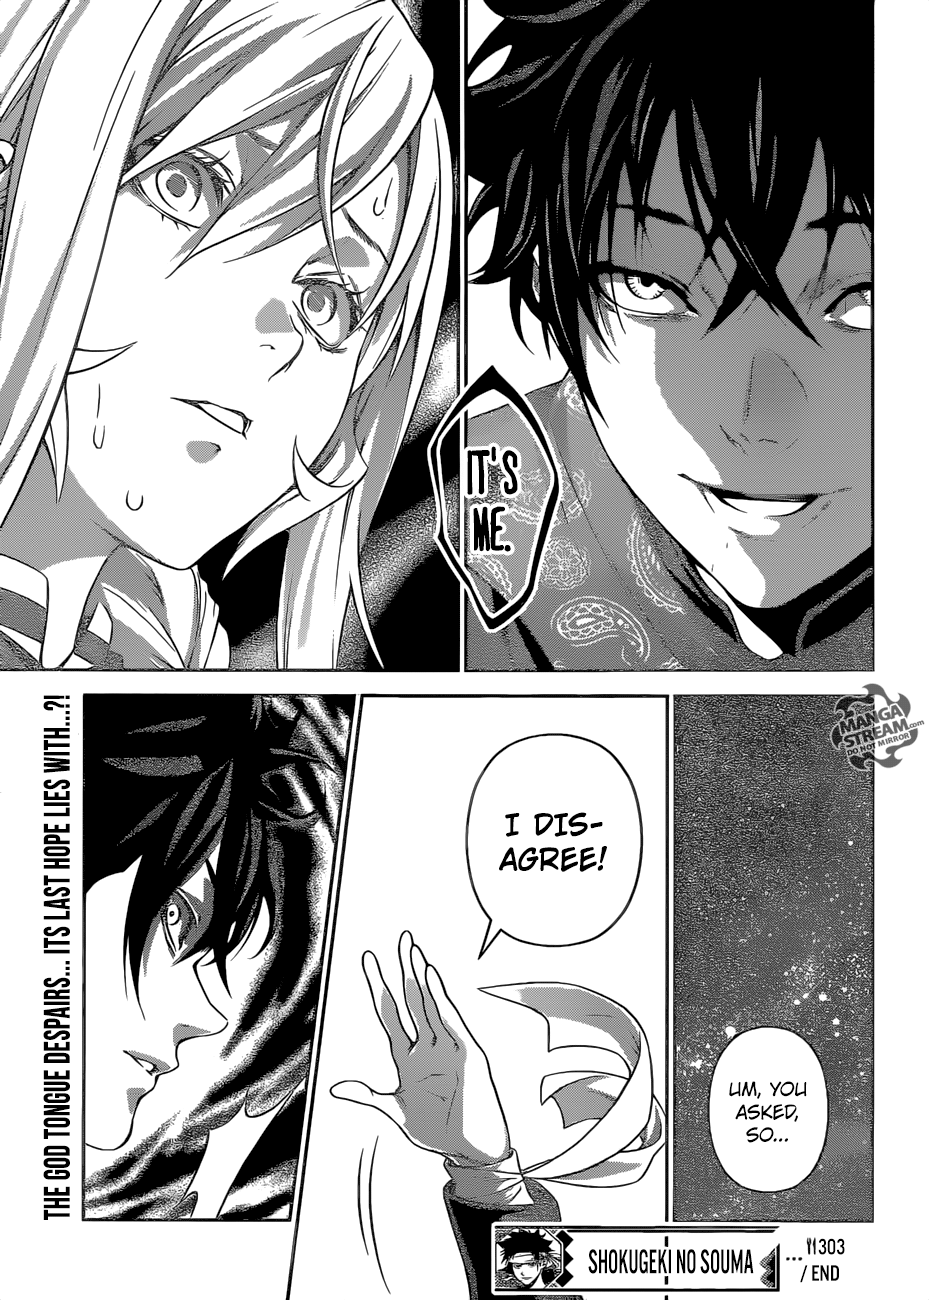 IT'S
ME.
MANGA
STREAM.com
DO NOT MIRROR
I DIS-
AGREE!
UM, YOU
ASKED,
SO...
THE GOD TONGUE DESPAIRS... ITS LAST HOPE LIES WITH...?!
SHOKUGEKI NO SOUMA
... 303
/ END